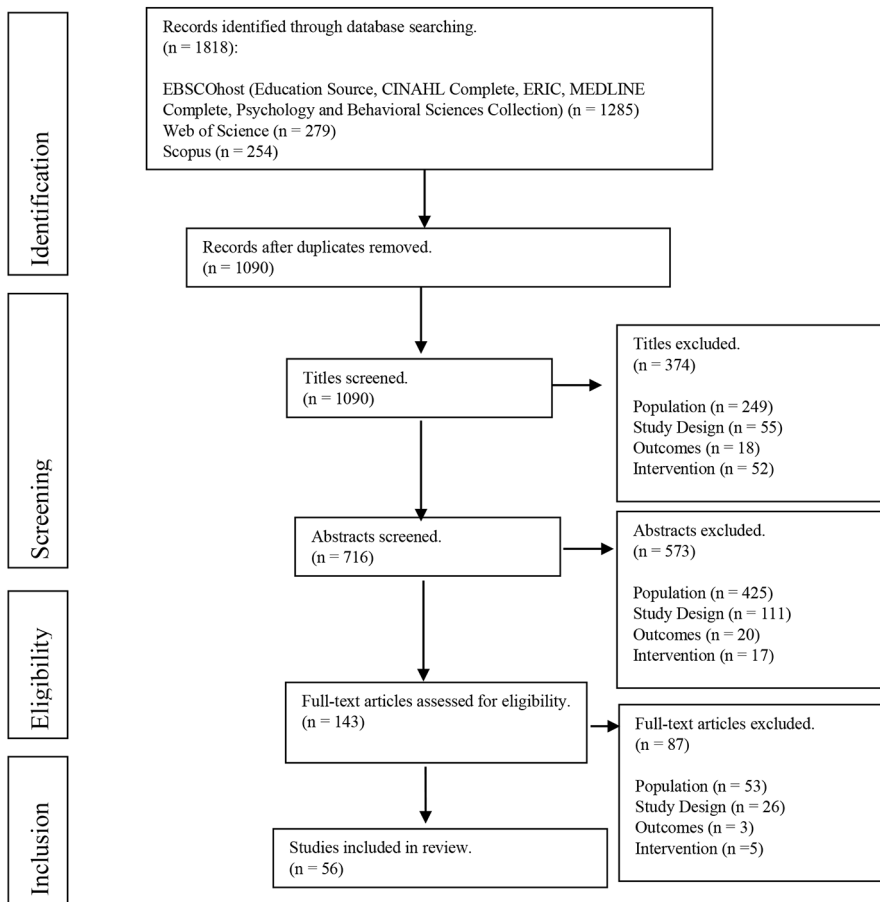 Identification
Records identified through database searching.
(n = 1818):
EBSCOhost (Education Source, CINAHL Complete, ERIC, MEDLINE
Complete, Psychology and Behavioral Sciences Collection) (n = 1285)
Web of Science (n = 279)
Scopus (n = 254)
Records after duplicates removed.
(n = 1090)
Screening
Titles screened.
(n = 1090)
Titles excluded.
(n = 374)
Population (n = 249)
Study Design (n = 55)
Outcomes (n = 18)
Intervention (n = 52)
Abstracts screened.
(n = 716)
Abstracts excluded.
(n = 573)
Population (n = 425)
Study Design (n = 111)
Outcomes (n = 20)
Intervention (n = 17)
Eligibility
Full-text articles assessed for eligibility.
(n = 143)
Full-text articles excluded.
(n = 87)
Population (n = 53)
Study Design (n = 26)
Outcomes (n = 3)
Intervention (n =5)
Inclusion
Studies included in review.
(n = 56)